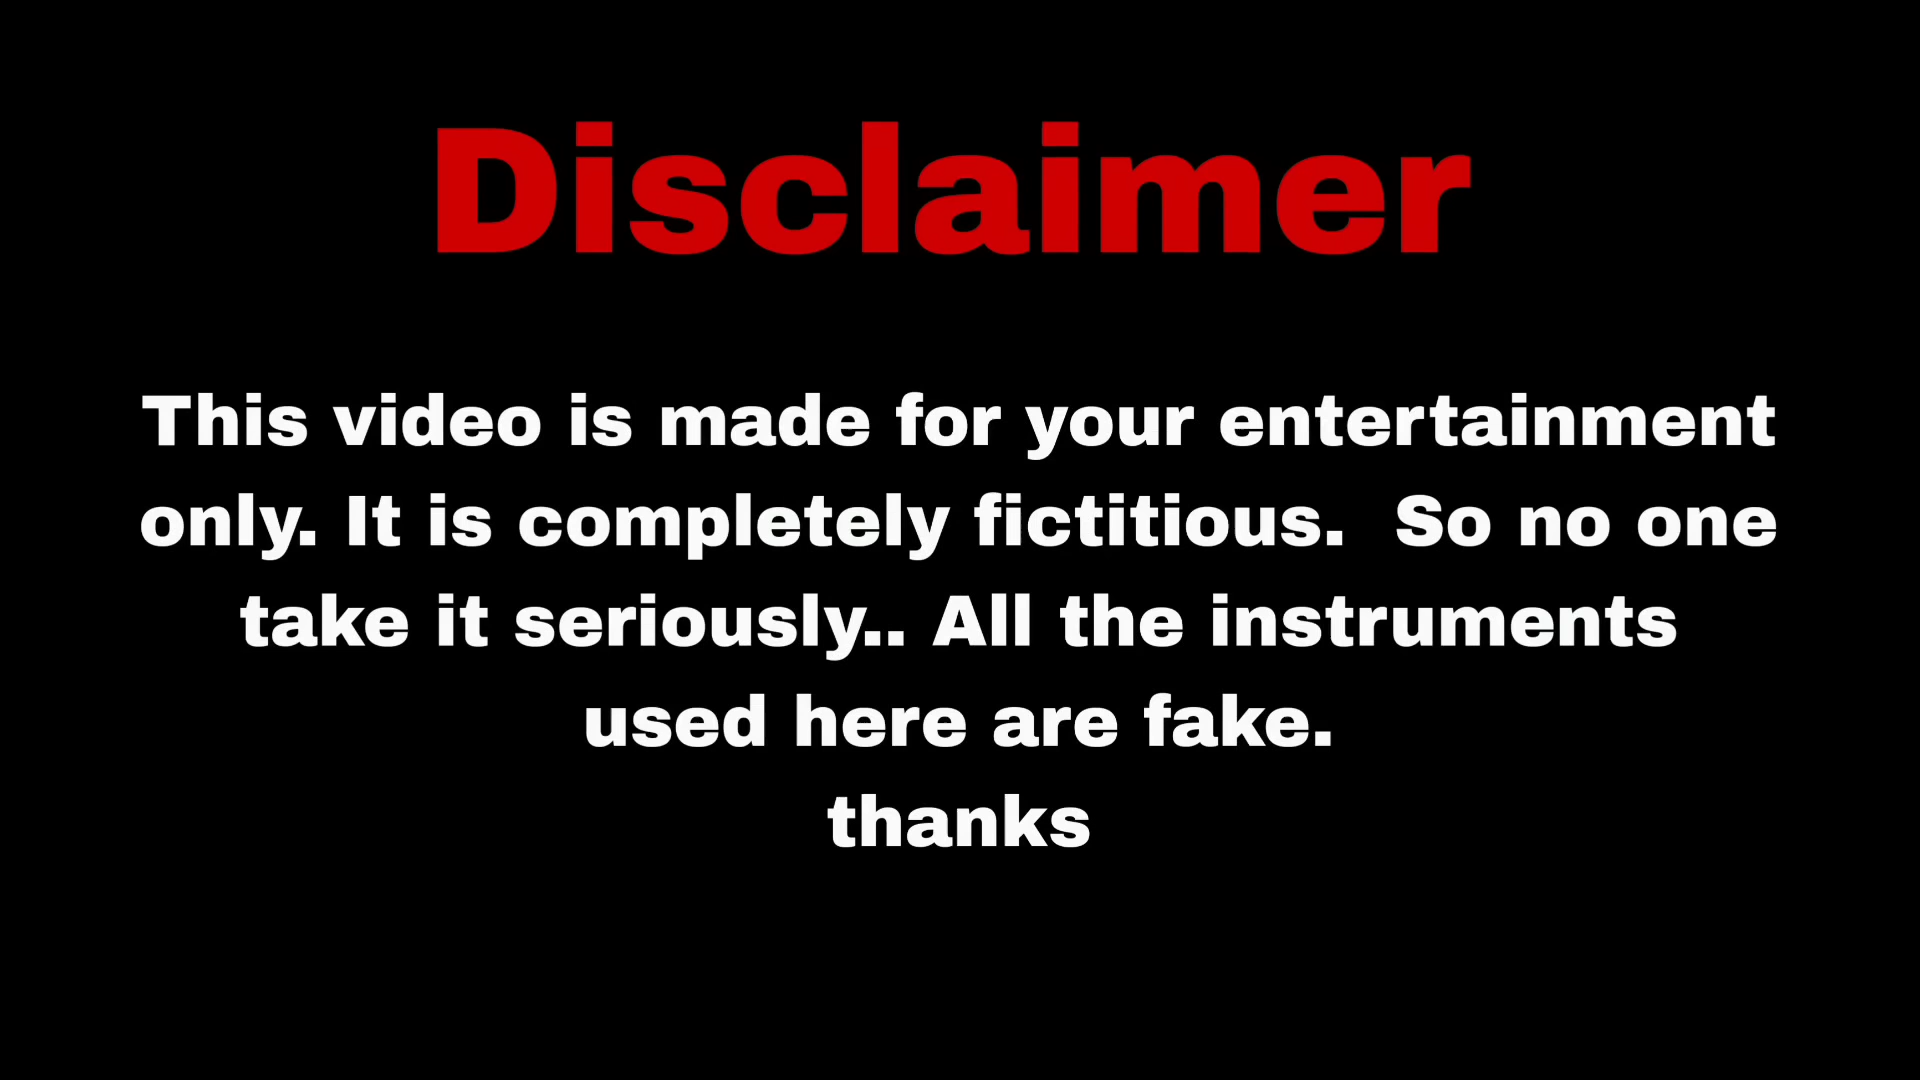 Disclaimer
This video is made for your entertainment
only. It is completely fictitious.  So no one
take it seriously.. All the instruments
used here are fake.
thanks